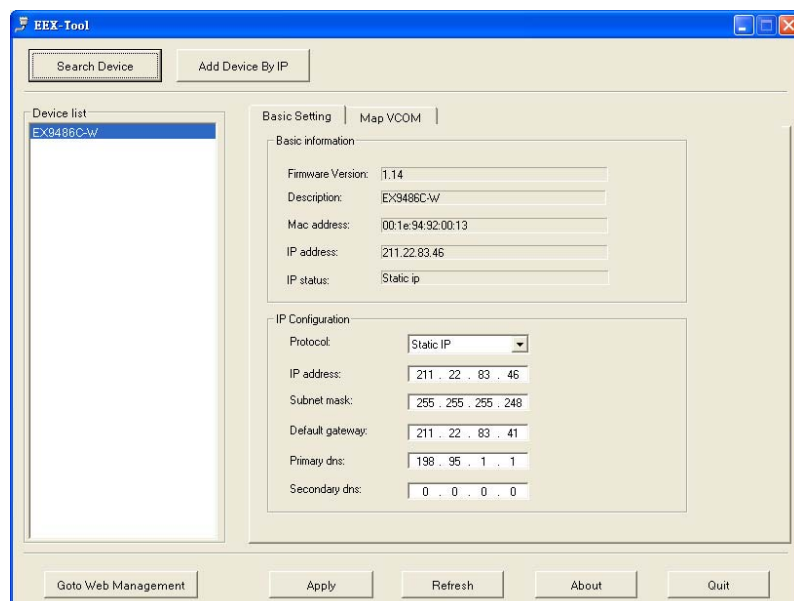 EEX-Tool
Search Device
Add Device By IP
Device list
EX9486C-W
Basic Setting
Map VCOM
Basic information
Firmware Version: 1.14
Description: EX9486C-W
Mac address: 00:1e:94:92:00:13
IP address: 211.22.83.46
IP status: Static ip
IP Configuration
Protocol: Static IP
IP address: 211 . 22 . 83 . 46
Subnet mask: 255 . 255 . 255 . 248
Default gateway: 211 . 22 . 83 . 41
Primary dns: 198 . 95 . 1 . 1
Secondary dns: 0 . 0 . 0 . 0
Goto Web Management
Apply
Refresh
About
Quit